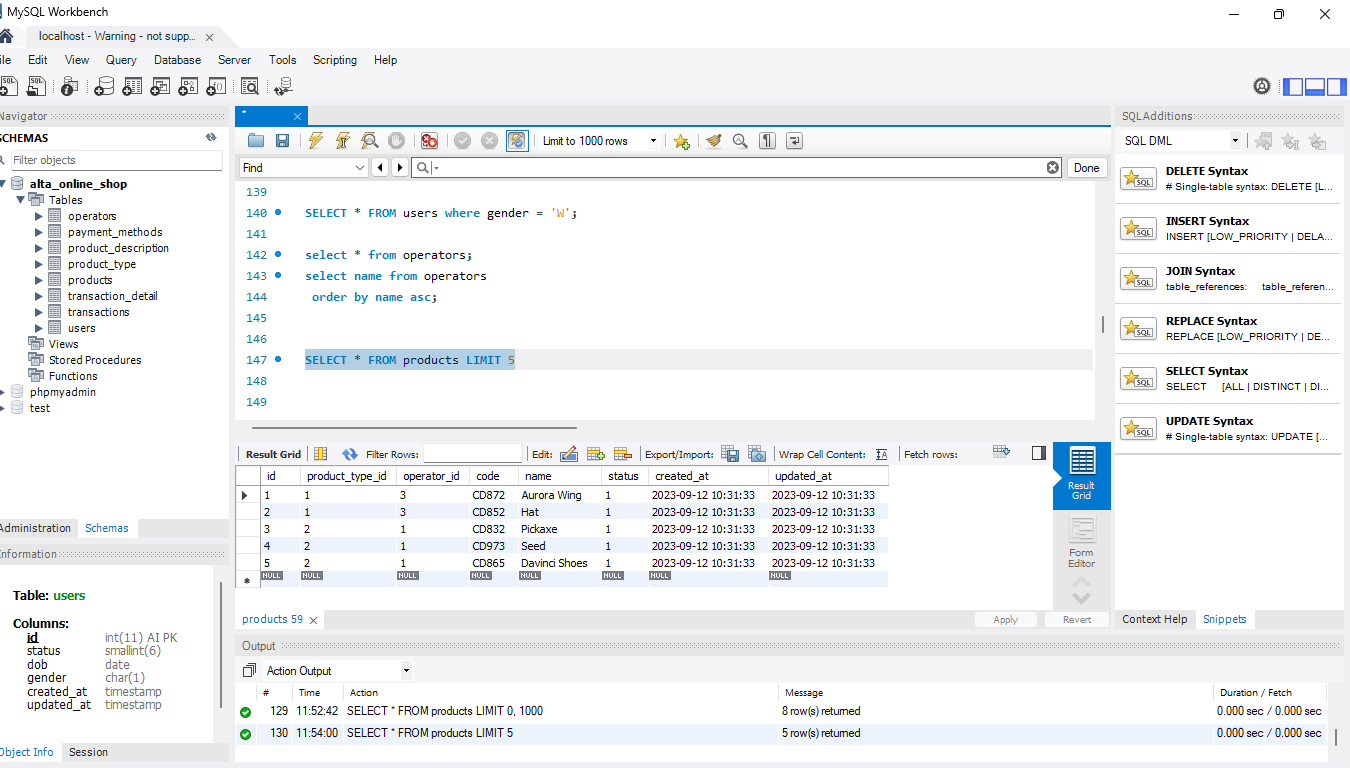 MySQL Workbench
localhost - Warning - not supp...
ile Edit View Query Database Server Tools Scripting Help
Navigator
SCHEMAS
Filter objects
alta_online_shop
Tables
operators
payment_methods
product_description
product_type
products
transaction_detail
transactions
users
Views
Stored Procedures
Functions
phpmyadmin
test
Administration Schemas
Information
Table: users
Columns:
id int(11) AI PK
status smallint(6)
dob date
gender char(1)
created_at timestamp
updated_at timestamp
Object Info Session
Limit to 1000 rows
Find Done
139
140 SELECT * FROM users where gender = 'W';
141
142 select * from operators;
143 select name from operators
144 order by name asc;
145
146
147 SELECT * FROM products LIMIT 5
148
149
Result Grid Filter Rows: Edit: Export/Import: Wrap Cell Content: Fetch rows:
id product_type_id operator_id code name status created_at updated_at
1 1 3 CD872 Aurora Wing 1 2023-09-12 10:31:33 2023-09-12 10:31:33
2 1 3 CD852 Hat 1 2023-09-12 10:31:33 2023-09-12 10:31:33
3 2 1 CD832 Pickaxe 1 2023-09-12 10:31:33 2023-09-12 10:31:33
4 2 1 CD973 Seed 1 2023-09-12 10:31:33 2023-09-12 10:31:33
5 2 1 CD865 Davinci Shoes 1 2023-09-12 10:31:33 2023-09-12 10:31:33
NULL NULL NULL NULL NULL NULL NULL NULL
Result
Grid
Form
Editor
products 59 Apply Revert
Output
Action Output
# Time Action Message Duration / Fetch
129 11:52:42 SELECT * FROM products LIMIT 0, 1000 8 row(s) returned 0.000 sec / 0.000 sec
130 11:54:00 SELECT * FROM products LIMIT 5 5 row(s) returned 0.000 sec / 0.000 sec
SQLAdditions
SQL DML
SQL DELETE Syntax
# Single-table syntax: DELETE [L...
SQL INSERT Syntax
INSERT [LOW_PRIORITY | DELA...
SQL JOIN Syntax
table_references: table_referen...
SQL REPLACE Syntax
REPLACE [LOW_PRIORITY | DE...
SQL SELECT Syntax
SELECT [ALL | DISTINCT | DI...
SQL UPDATE Syntax
# Single-table syntax: UPDATE [...
Context Help Snippets